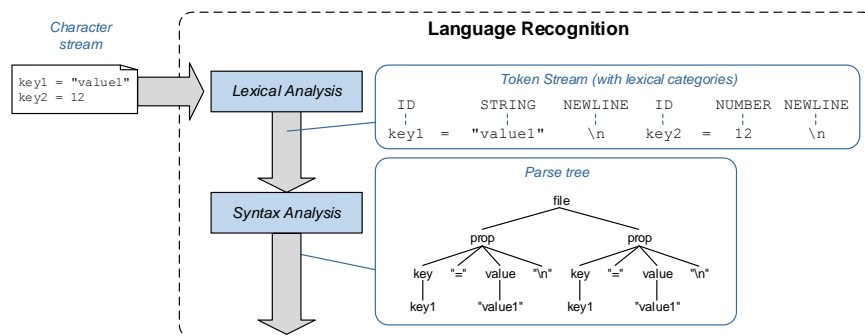 Character
stream
Language Recognition
key1 = "value1"
key2 = 12
Lexical Analysis
Token Stream (with lexical categories)
ID STRING NEWLINE ID NUMBER NEWLINE
key1 = "value1" \n key2 = 12 \n
Syntax Analysis
Parse tree
file
prop prop
key "=" value "\n" key "=" value "\n"
key1 "value1" key1 "value1"